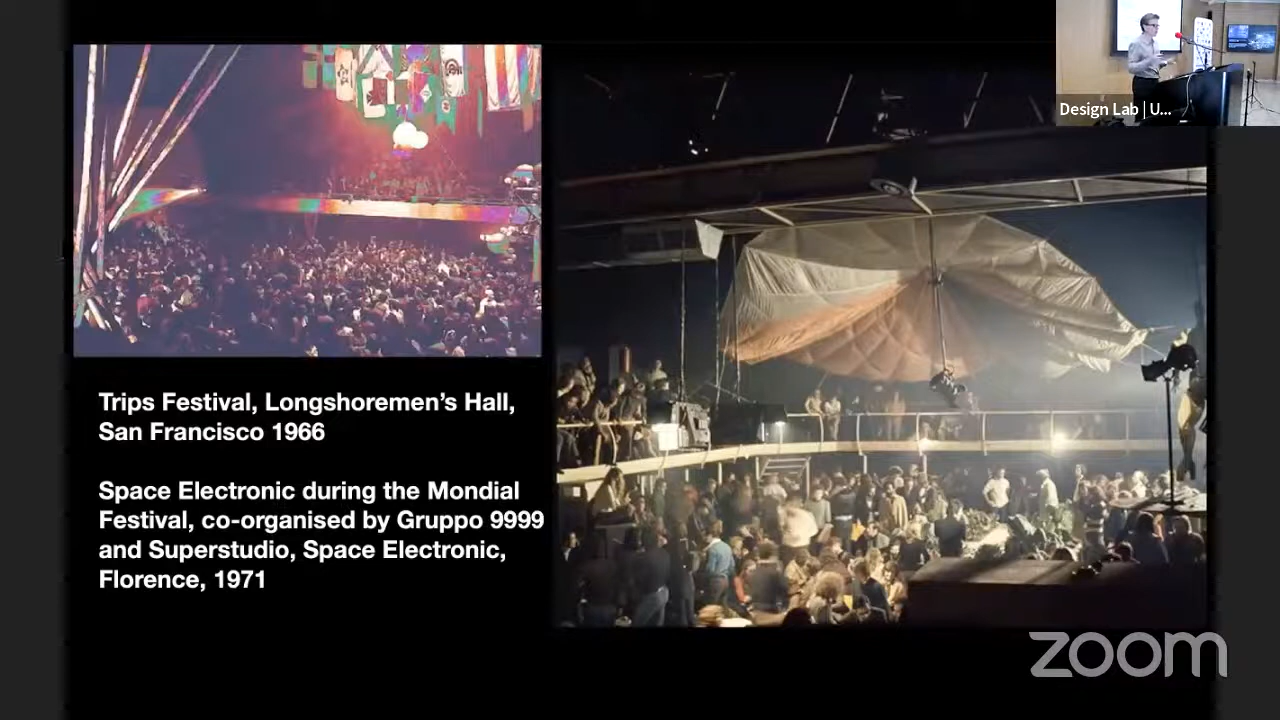 Design Lab | U...
Trips Festival, Longshoremen’s Hall,
San Francisco 1966
Space Electronic during the Mondial
Festival, co-organised by Gruppo 9999
and Superstudio, Space Electronic,
Florence, 1971
zoom